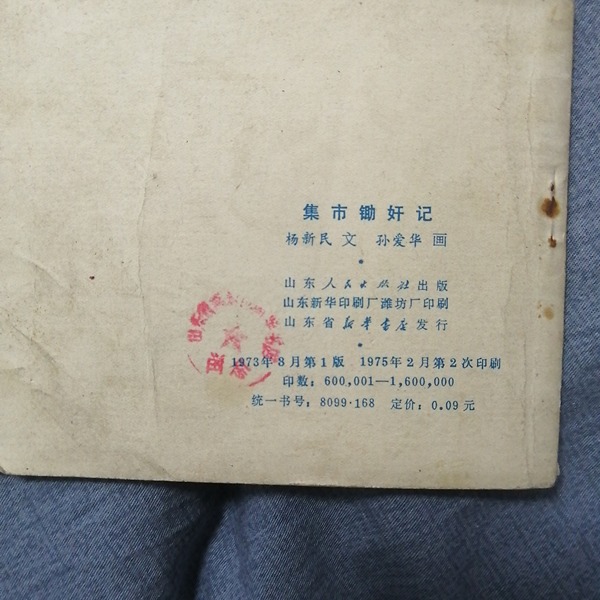 集市锄奸记
杨新民 文 孙爱华 画
山东人民出版社出版
山东新华印刷厂潍坊厂印刷
山东省新华书店发行
1973年3月第1版 1975年2月第2次印刷
印数：600,001—1,600,000
统一书号：8099·168 定价：0.09元